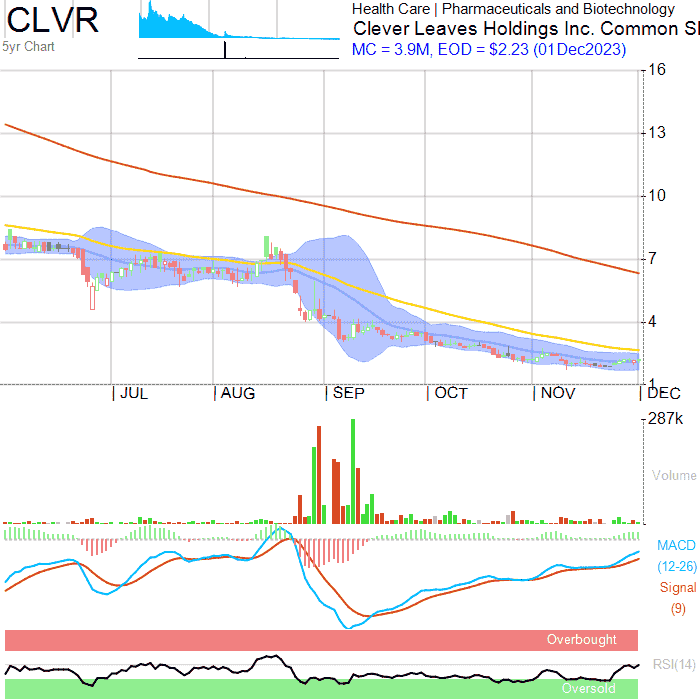 CLVR
5yr Chart
Health Care | Pharmaceuticals and Biotechnology
Clever Leaves Holdings Inc. Common S
MC = 3.9M, EOD = $2.23 (01Dec2023)
16
13
10
7
4
1
JUL
AUG
SEP
OCT
NOV
DEC
287k
Volume
MACD
(12-26)
Signal
(9)
Overbought
RSI(14)
Oversold